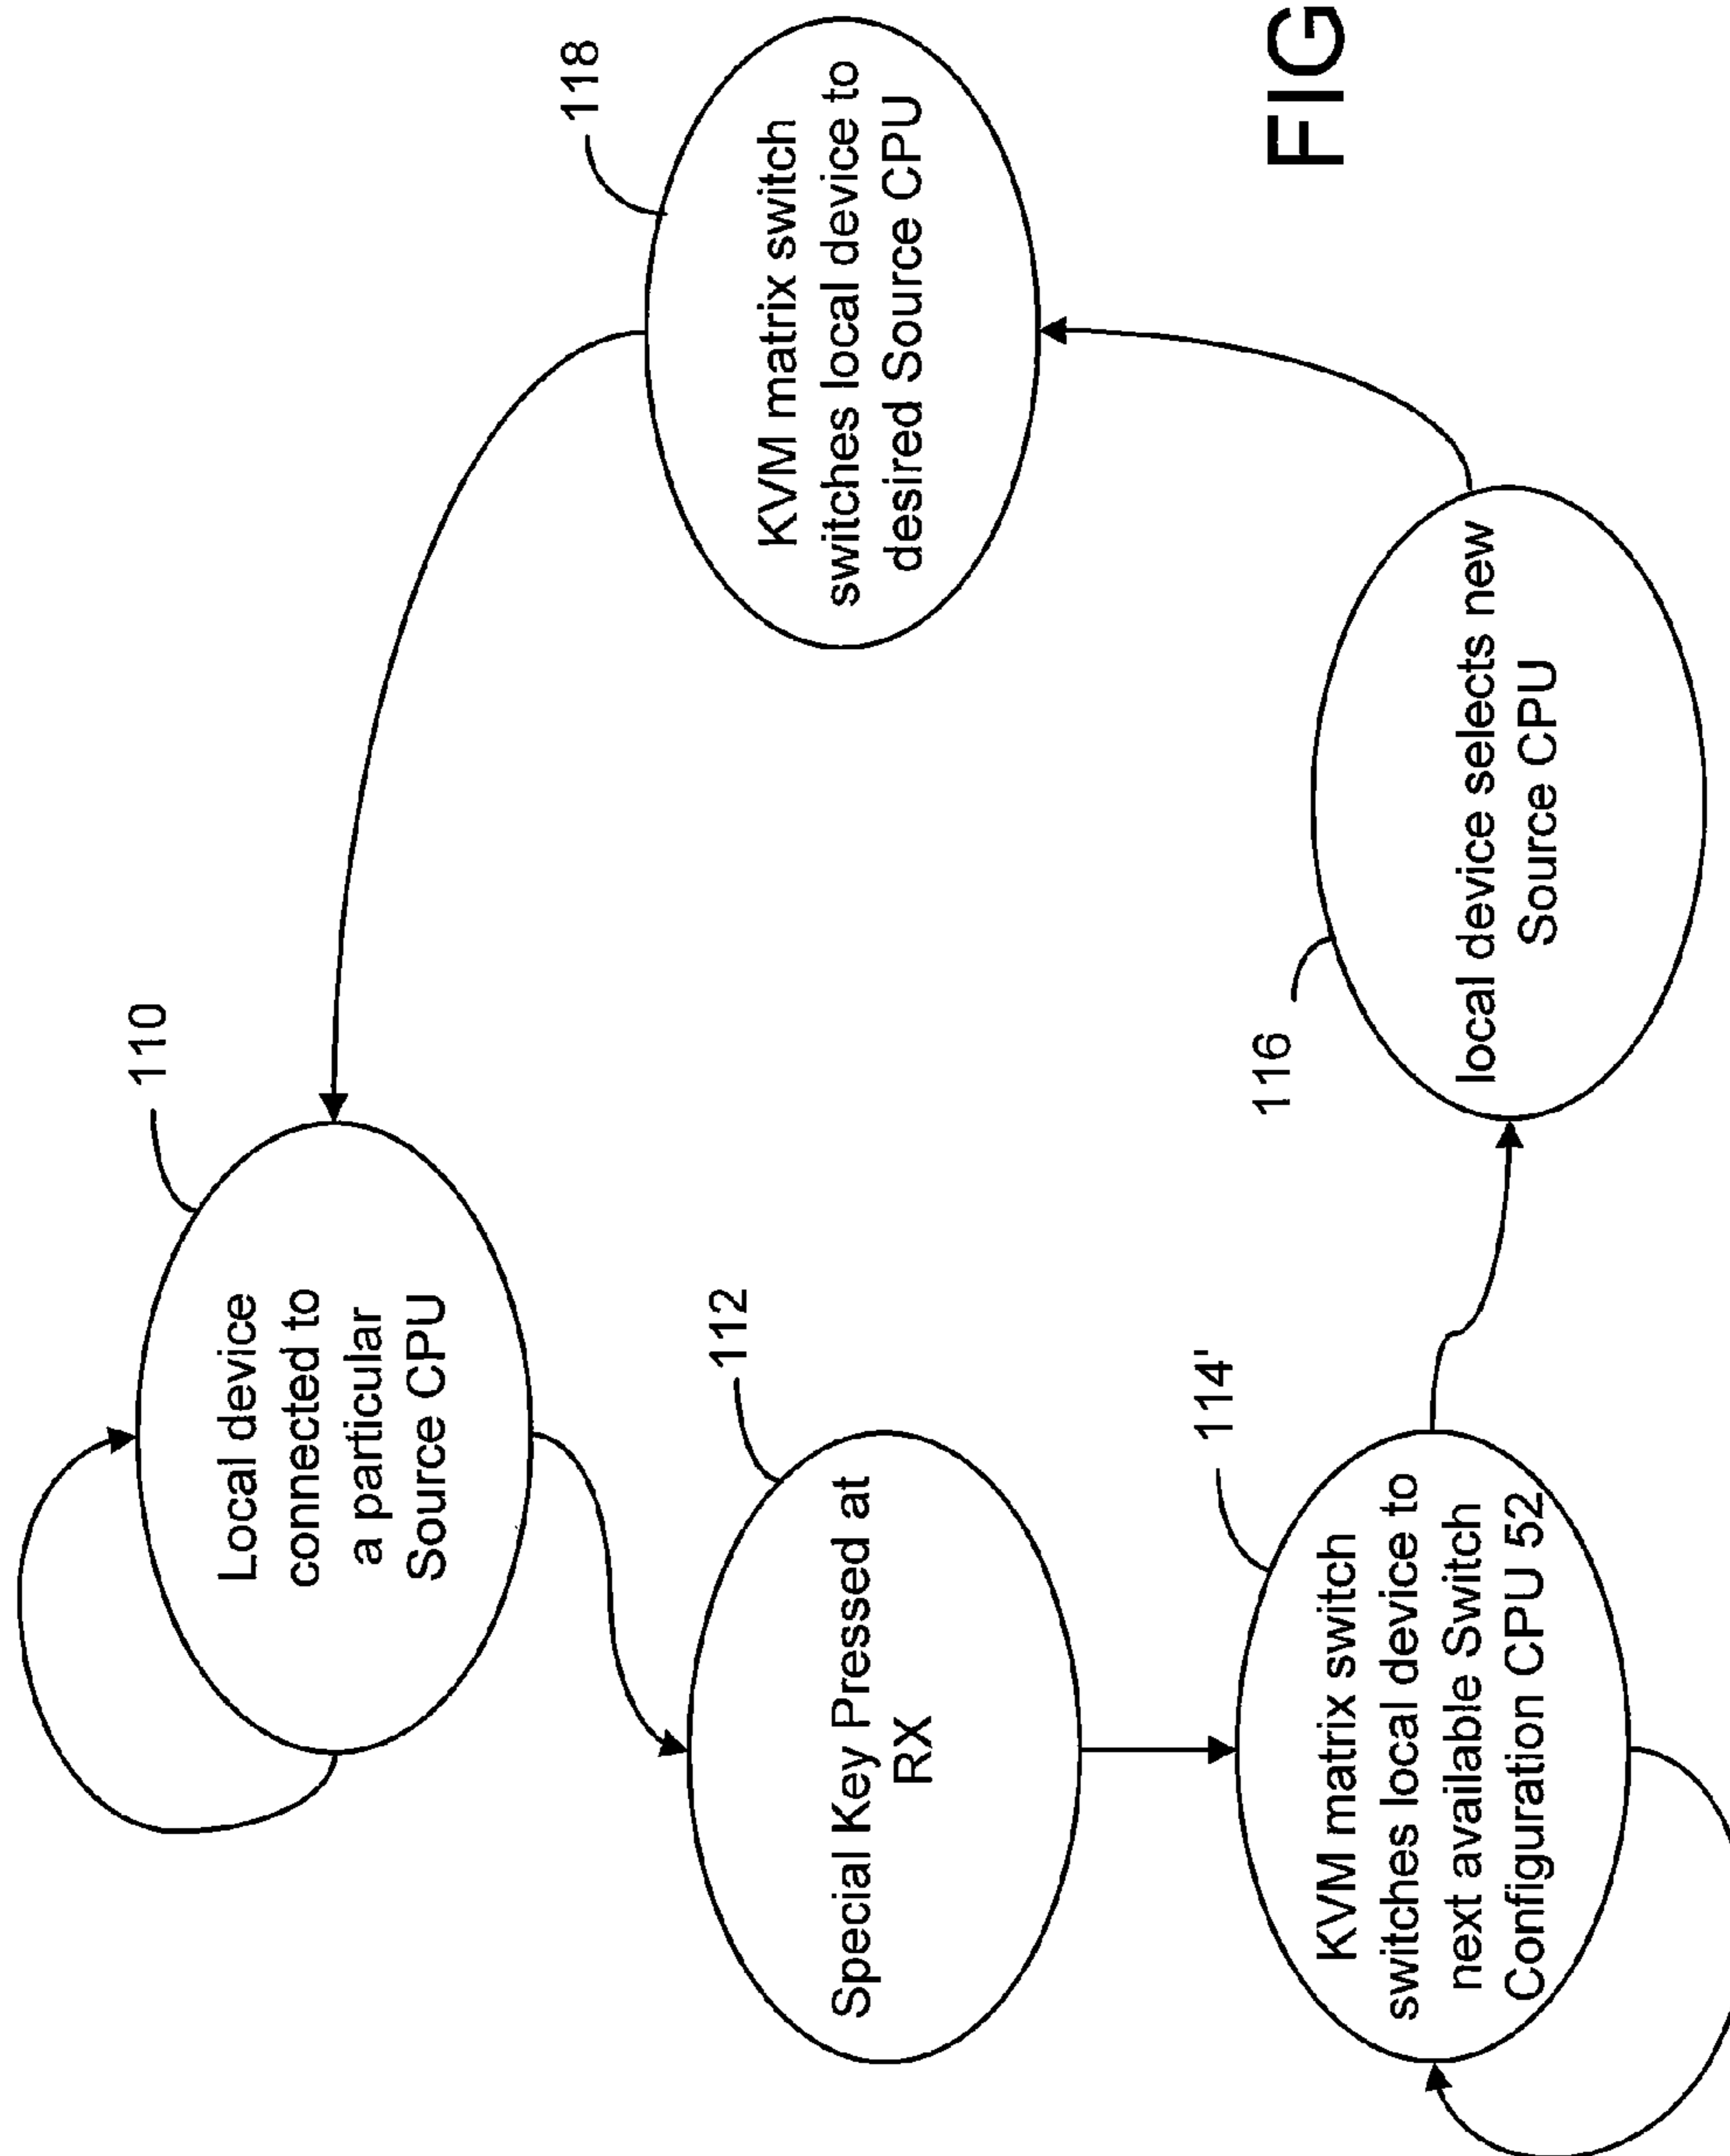 110
Local device
connected to
a particular
Source CPU
112
Special Key Pressed at
RX
114'
KVM matrix switch
switches local device to
next available Switch
Configuration CPU 52
116
local device selects new
Source CPU
118
KVM matrix switch
switches local device to
desired Source CPU
FIG